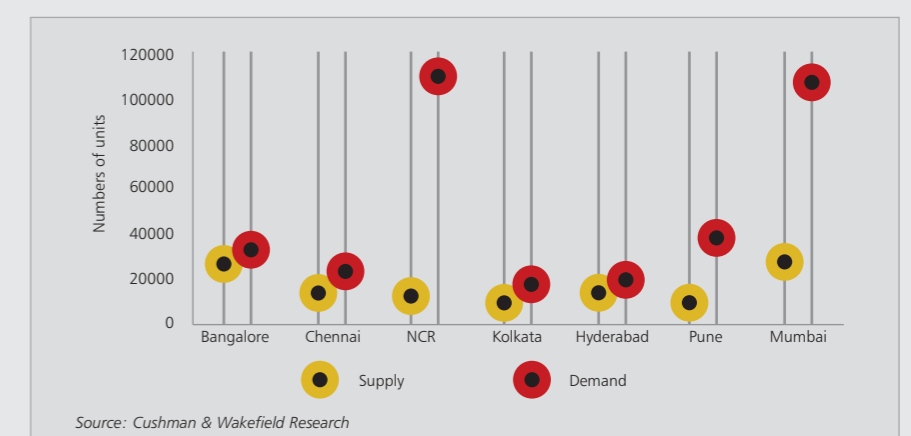 120000
100000
80000
60000
40000
20000
0
Numbers of units
Bangalore Chennai NCR Kolkata Hyderabad Pune Mumbai
Supply Demand
Source: Cushman & Wakefield Research